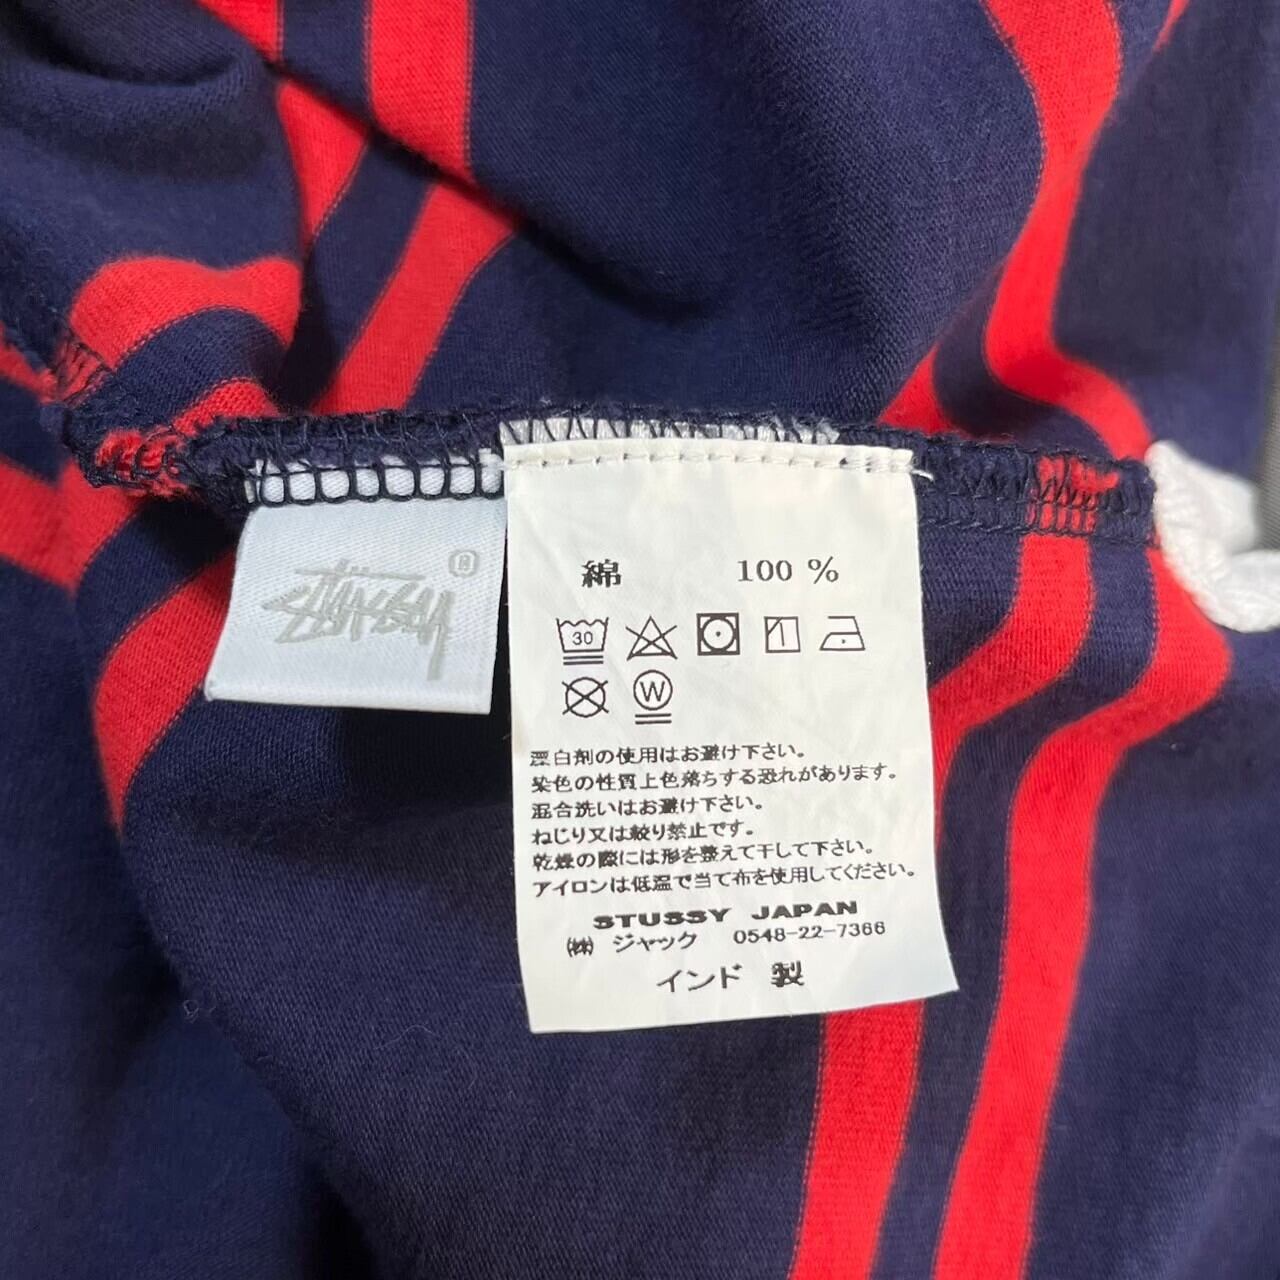 Stüssy ®
綿 100 %
30
W
漂白剤の使用はお避け下さい。
染色の性質上色落ちする恐れがあります。
混合洗いはお避け下さい。
ねじり又は絞り禁止です。
乾燥の際には形を整えて干して下さい。
アイロンは低温で当て布を使用してください。
STUSSY JAPAN
㈱ ジャック 0548-22-7366
インド 製